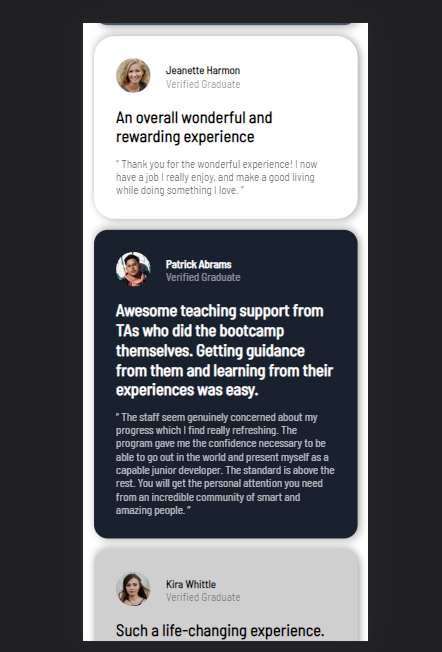 Jeanette Harmon
Verified Graduate
An overall wonderful and
rewarding experience
“ Thank you for the wonderful experience! I now
have a job I really enjoy, and make a good living
while doing something I love. ”
Patrick Abrams
Verified Graduate
Awesome teaching support from
TAs who did the bootcamp
themselves. Getting guidance
from them and learning from their
experiences was easy.
“ The staff seem genuinely concerned about my
progress which I find really refreshing. The
program gave me the confidence necessary to be
able to go out in the world and present myself as a
capable junior developer. The standard is above the
rest. You will get the personal attention you need
from an incredible community of smart and
amazing people. ”
Kira Whittle
Verified Graduate
Such a life-changing experience.